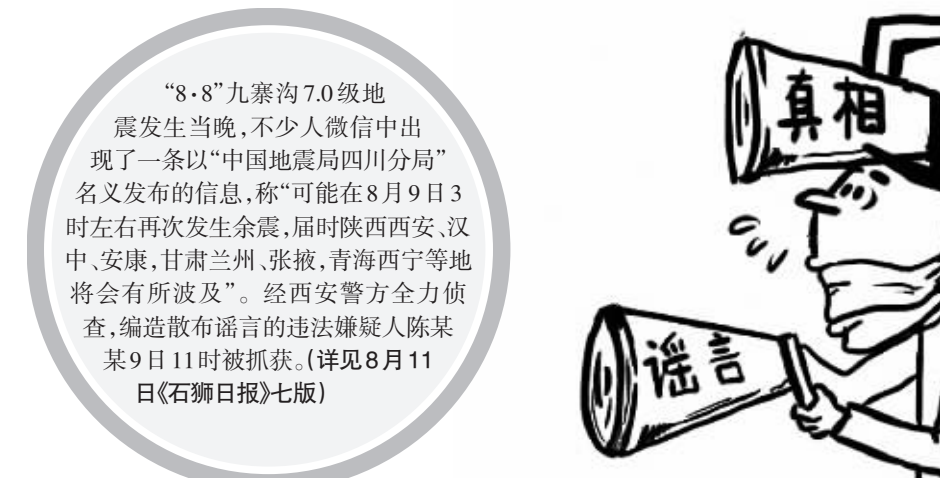 “8·8”九寨沟7.0级地
震发生当晚，不少人微信中出
现了一条以“中国地震局四川分局”
名义发布的信息，称“可能在8月9日3
时左右再次发生余震，届时陕西西安、汉
中、安康，甘肃兰州、张掖，青海西宁等地
将会有所波及”。经西安警方全力侦
查，编造散布谣言的违法嫌疑人陈某
某9日11时被抓获。(详见8月11
日《石狮日报》七版)
真相
谣言